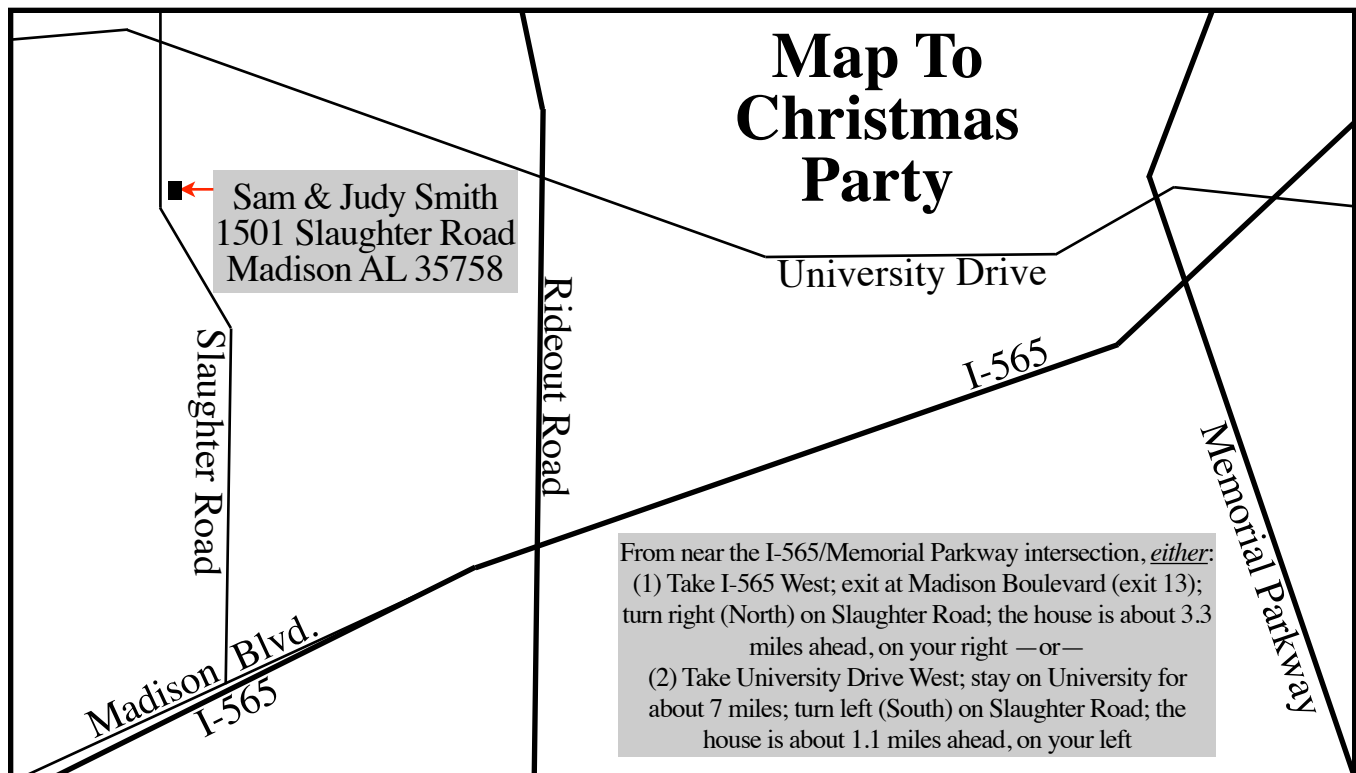 Map To
Christmas
Party
Sam & Judy Smith
1501 Slaughter Road
Madison AL 35758
University Drive
Rideout Road
Slaughter Road
I-565
Memorial Parkway
Madison Blvd.
I-565
From near the I-565/Memorial Parkway intersection, either:
(1) Take I-565 West; exit at Madison Boulevard (exit 13);
turn right (North) on Slaughter Road; the house is about 3.3
miles ahead, on your right —or—
(2) Take University Drive West; stay on University for
about 7 miles; turn left (South) on Slaughter Road; the
house is about 1.1 miles ahead, on your left